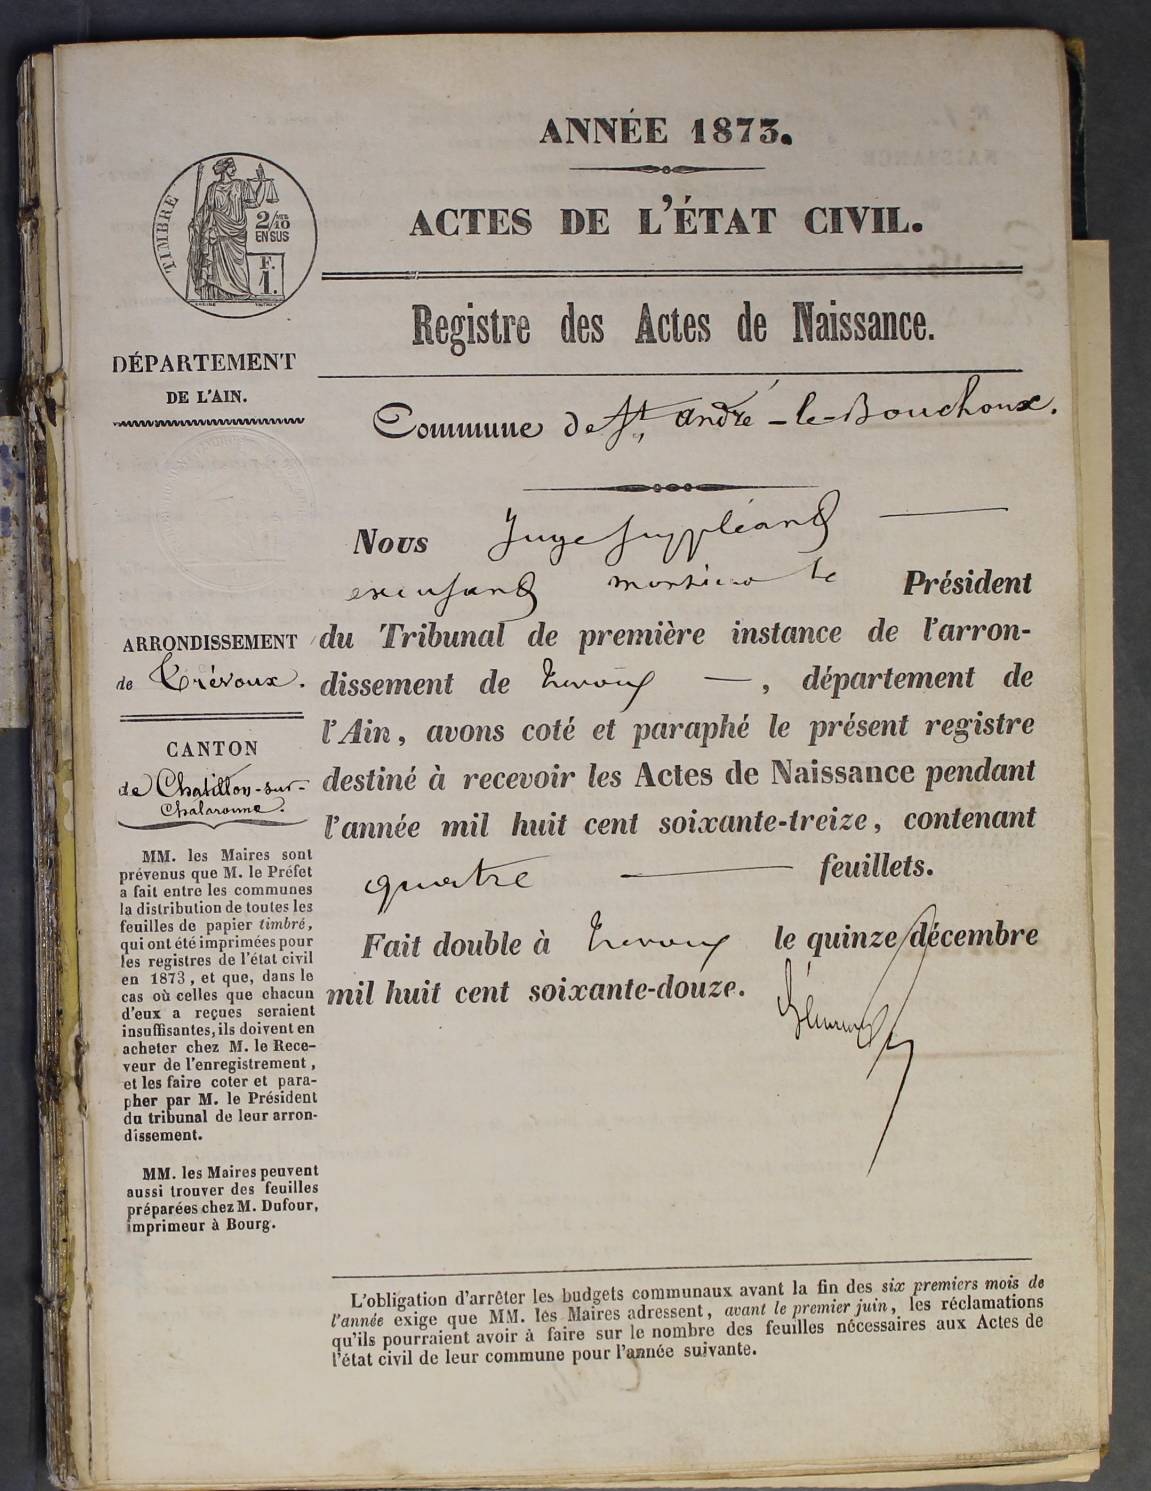 ANNÉE 1873.
ACTES DE L'ÉTAT CIVIL.
TIMBRE
2/10
EN SUS
F.
1.
Registre des Actes de Naissance.
DÉPARTEMENT
DE L'AIN.
Commune de St. André-le-Bouchoux.
Nous Juge suppléant
excusant monsieur le Président
ARRONDISSEMENT
de Trévoux.
du Tribunal de première instance de l'arron-
dissement de Trevoux —, département de
l'Ain, avons coté et paraphé le présent registre
destiné à recevoir les Actes de Naissance pendant
l'année mil huit cent soixante-treize, contenant
quatre — feuillets.
Fait double à Trevoux le quinze décembre
mil huit cent soixante-douze.
CANTON
de Chatillon-sur-
Chalaronne.
MM. les Maires sont
prévenus que M. le Préfet
a fait entre les communes
la distribution de toutes les
feuilles de papier timbré,
qui ont été imprimées pour
les registres de l'état civil
en 1873, et que, dans le
cas où celles que chacun
d'eux a reçues seraient
insuffisantes, ils doivent en
acheter chez M. le Rece-
veur de l'enregistrement,
et les faire coter et para-
pher par M. le Président
du tribunal de leur arron-
dissement.
MM. les Maires peuvent
aussi trouver des feuilles
préparées chez M. Dufour,
imprimeur à Bourg.
L'obligation d'arrêter les budgets communaux avant la fin des six premiers mois de
l'année exige que MM. les Maires adressent, avant le premier juin, les réclamations
qu'ils pourraient avoir à faire sur le nombre des feuilles nécessaires aux Actes de
l'état civil de leur commune pour l'année suivante.